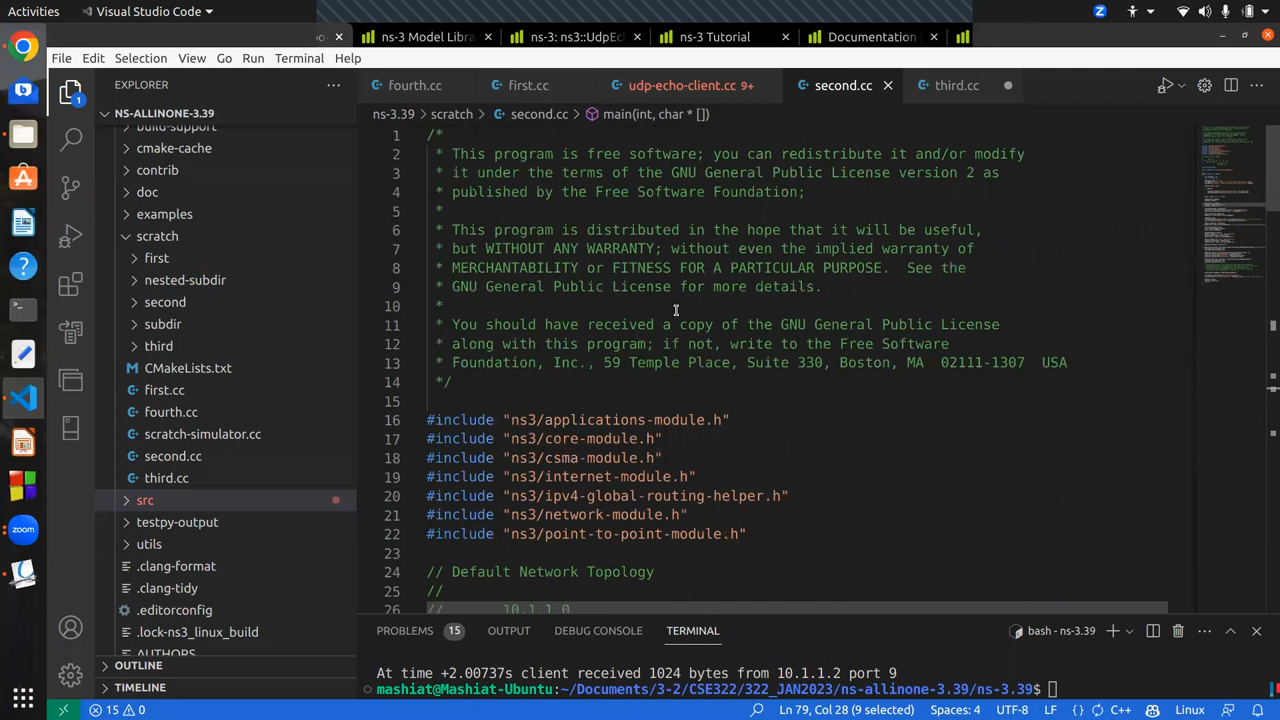 Activities
Visual Studio Code
ns-3 Model Libra
ns-3: ns3::UdpEc
ns-3 Tutorial
Documentation
File Edit Selection View Go Run Terminal Help
EXPLORER
fourth.cc
first.cc
udp-echo-client.cc 9+
second.cc
third.cc
NS-ALLINONE-3.39
ns-3.39 > scratch > second.cc > main(int, char * [])
build-support
cmake-cache
contrib
doc
examples
scratch
first
nested-subdir
second
subdir
third
CMakeLists.txt
first.cc
fourth.cc
scratch-simulator.cc
second.cc
third.cc
src
testpy-output
utils
.clang-format
.clang-tidy
.editorconfig
.lock-ns3_linux_build
AUTHORS
OUTLINE
TIMELINE
1
1 /*
2 * This program is free software; you can redistribute it and/or modify
3 * it under the terms of the GNU General Public License version 2 as
4 * published by the Free Software Foundation;
5 *
6 * This program is distributed in the hope that it will be useful,
7 * but WITHOUT ANY WARRANTY; without even the implied warranty of
8 * MERCHANTABILITY or FITNESS FOR A PARTICULAR PURPOSE.  See the
9 * GNU General Public License for more details.
10 *
11 * You should have received a copy of the GNU General Public License
12 * along with this program; if not, write to the Free Software
13 * Foundation, Inc., 59 Temple Place, Suite 330, Boston, MA  02111-1307  USA
14 */
15
16 #include "ns3/applications-module.h"
17 #include "ns3/core-module.h"
18 #include "ns3/csma-module.h"
19 #include "ns3/internet-module.h"
20 #include "ns3/ipv4-global-routing-helper.h"
21 #include "ns3/network-module.h"
22 #include "ns3/point-to-point-module.h"
23
24 // Default Network Topology
25 //
26 //       10.1.1.0
PROBLEMS 15 OUTPUT DEBUG CONSOLE TERMINAL
bash - ns-3.39
At time +2.00737s client received 1024 bytes from 10.1.1.2 port 9
mashiat@Mashiat-Ubuntu:~/Documents/3-2/CSE322/322_JAN2023/ns-allinone-3.39/ns-3.39$
zoom
15 0
Ln 79, Col 28 (9 selected) Spaces: 4 UTF-8 LF {} C++ Linux